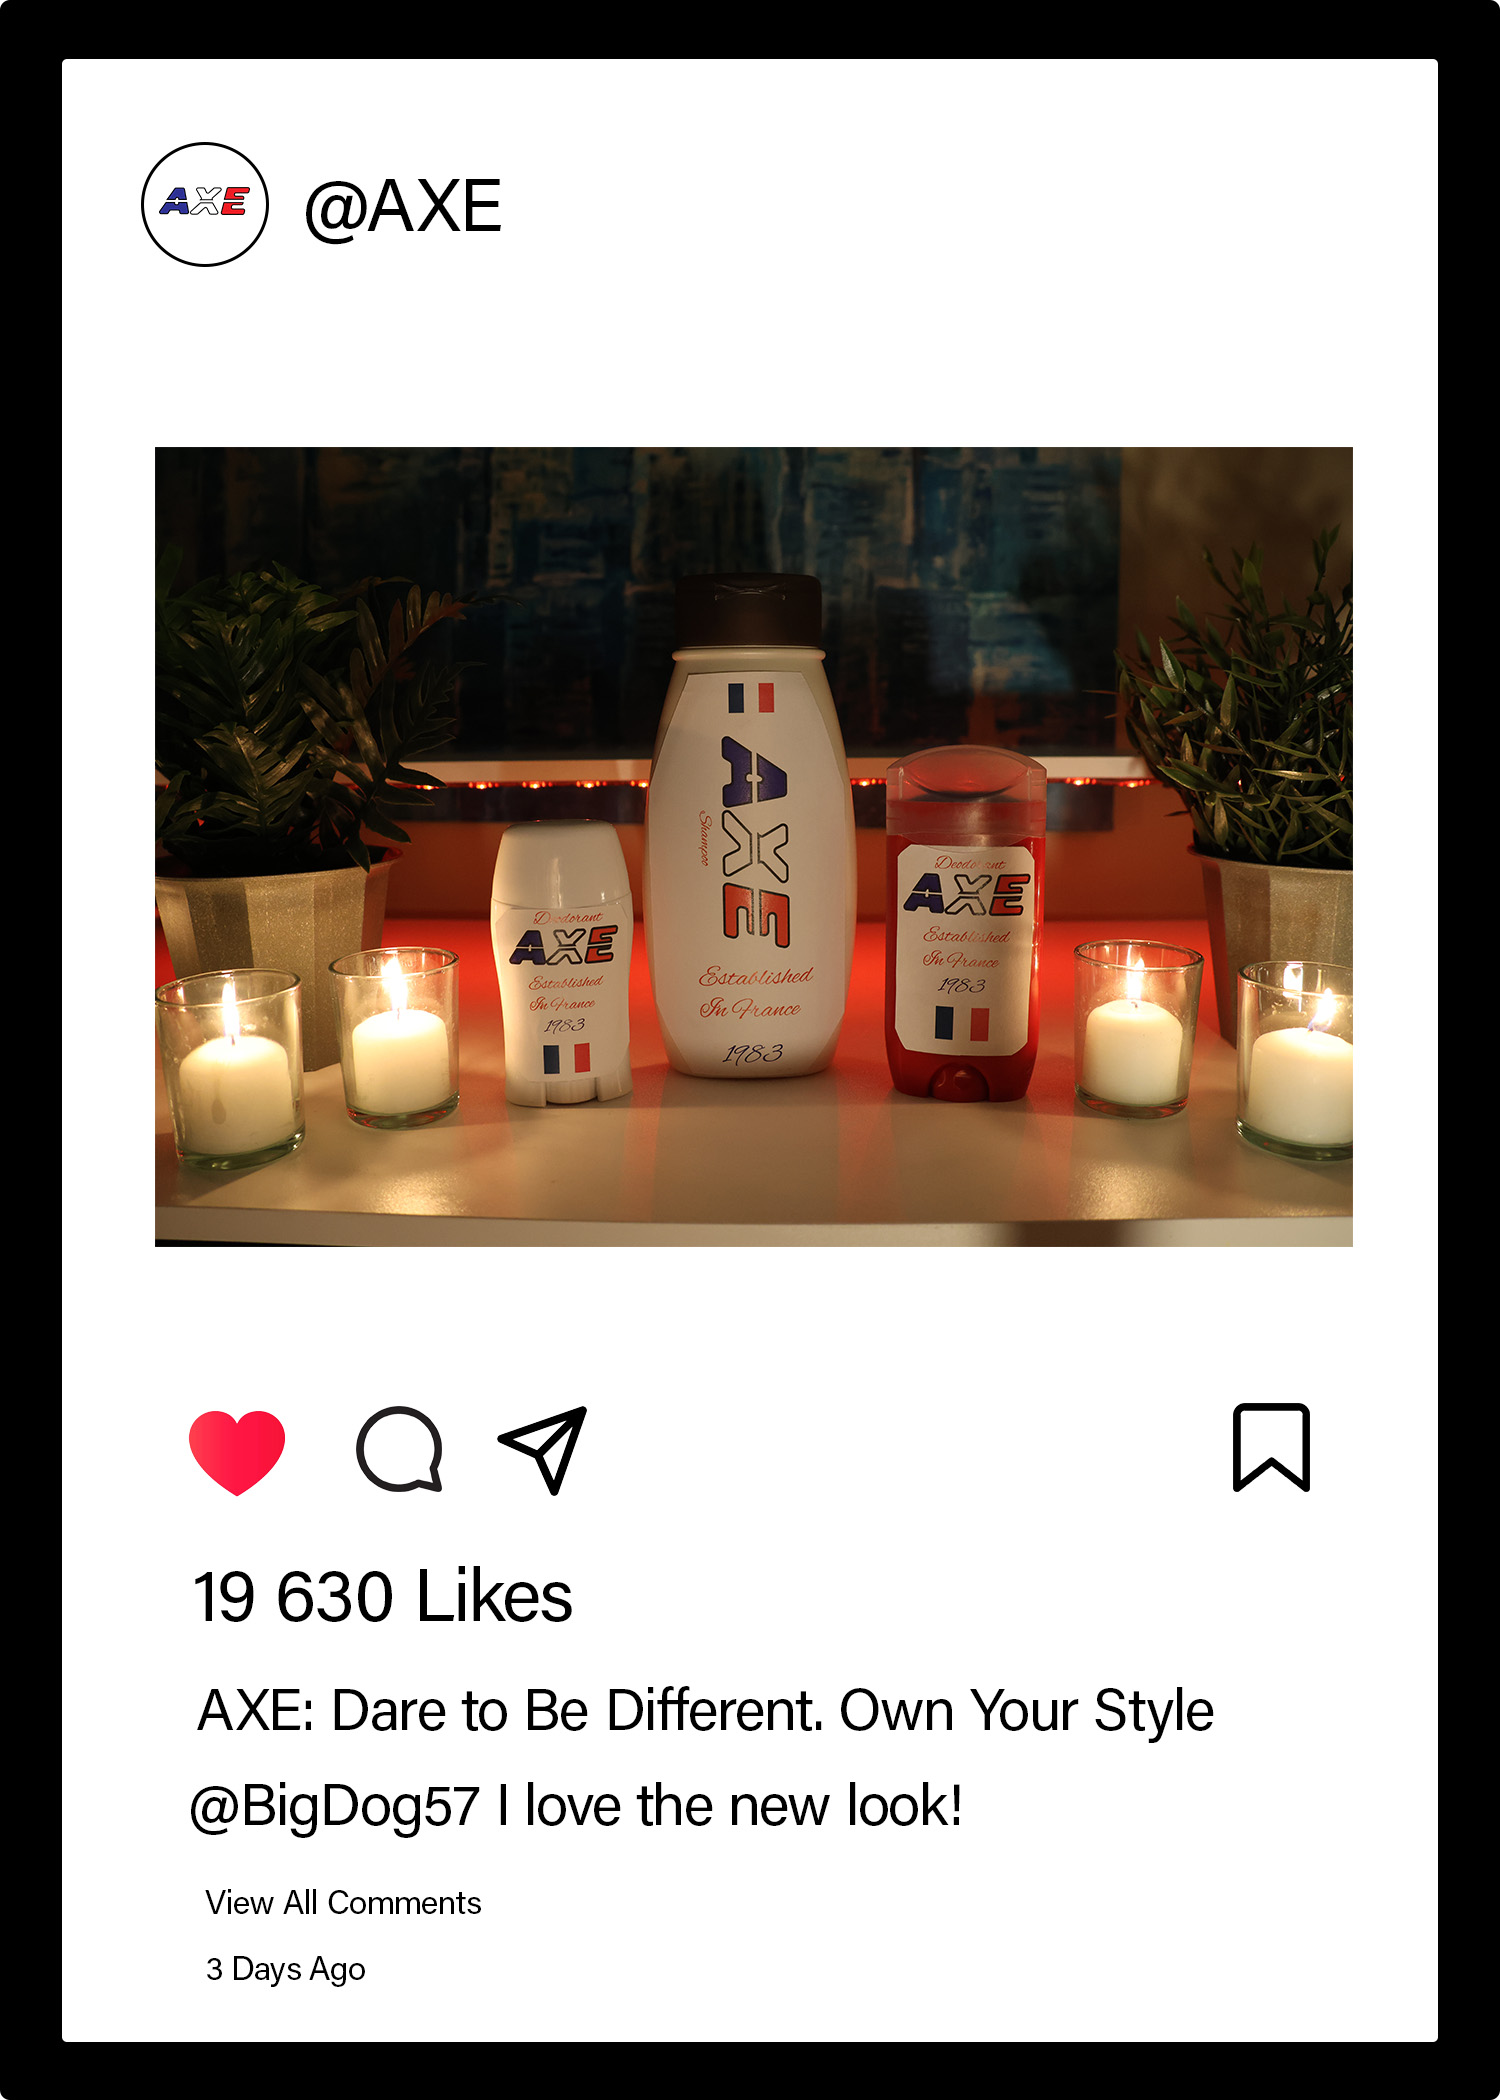 AXE
@AXE
AXE
Shampoo
Established
In France
1983
Deodorant
AXE
Established
In France
1983
Deodorant
AXE
Established
In France
1983
19 630 Likes
AXE: Dare to Be Different. Own Your Style
@BigDog57 I love the new look!
View All Comments
3 Days Ago